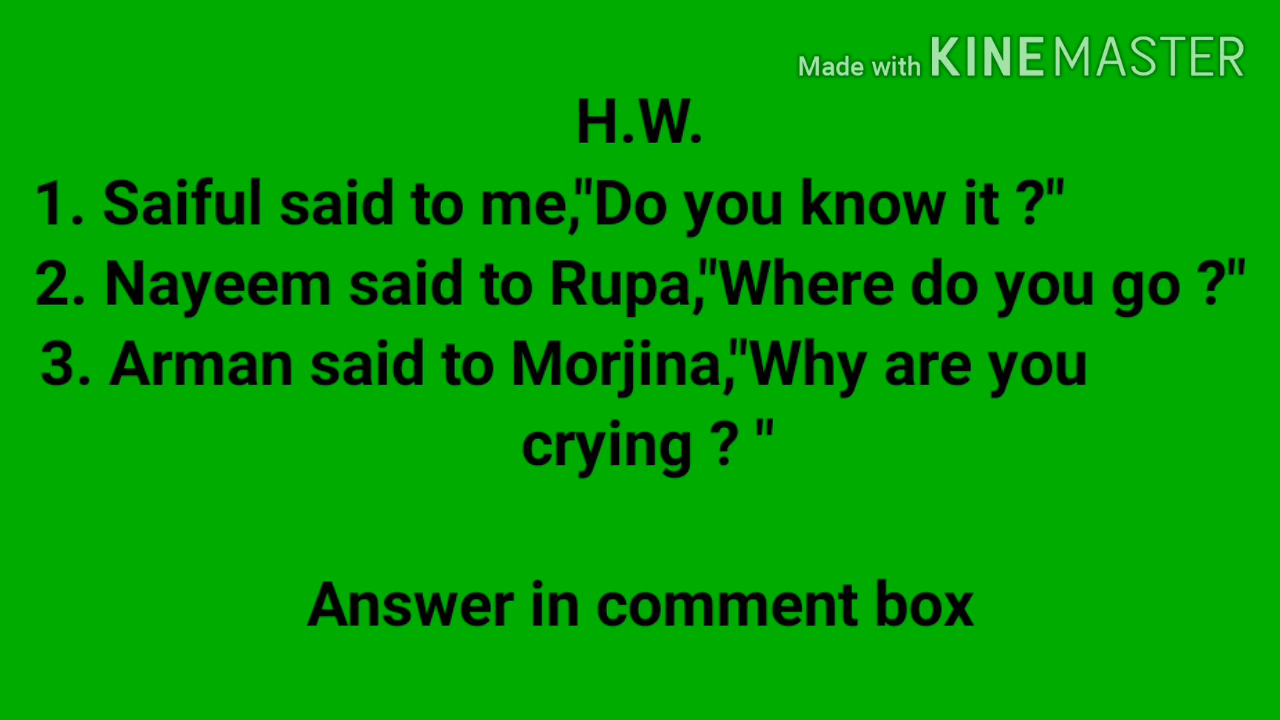 Made with KINEMASTER
H.W.
1. Saiful said to me,"Do you know it ?"
2. Nayeem said to Rupa,"Where do you go ?"
3. Arman said to Morjina,"Why are you
crying ? "
Answer in comment box